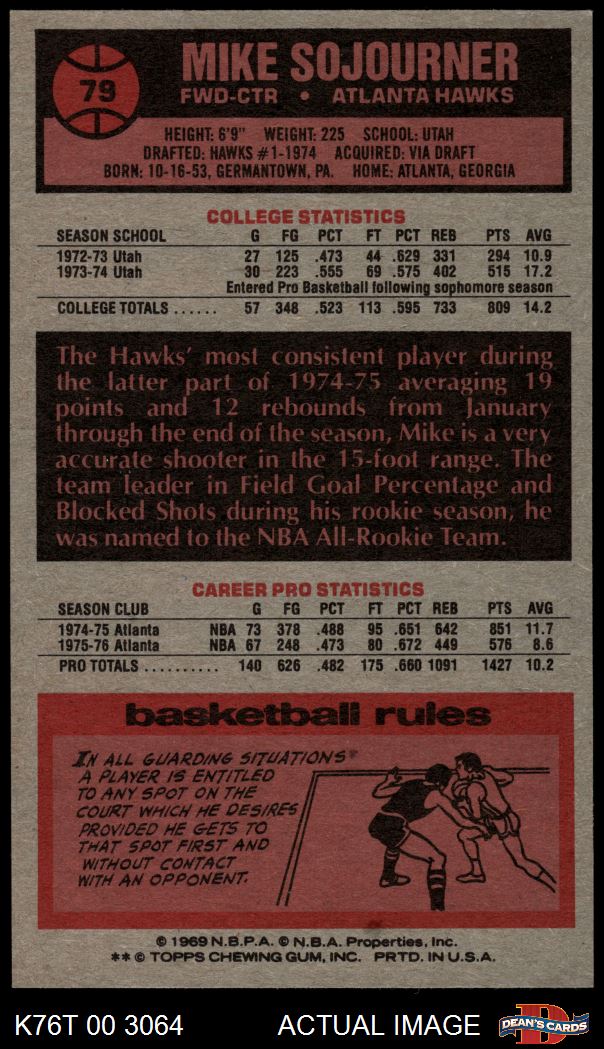 79
MIKE SOJOURNER
FWD-CTR • ATLANTA HAWKS
HEIGHT: 6'9" WEIGHT: 225 SCHOOL: UTAH
DRAFTED: HAWKS #1-1974 ACQUIRED: VIA DRAFT
BORN: 10-16-53, GERMANTOWN, PA. HOME: ATLANTA, GEORGIA
COLLEGE STATISTICS
SEASON SCHOOL G FG PCT FT PCT REB PTS AVG
1972-73 Utah 27 125 .473 44 .629 331 294 10.9
1973-74 Utah 30 223 .555 69 .575 402 515 17.2
Entered Pro Basketball following sophomore season
COLLEGE TOTALS ...... 57 348 .523 113 .595 733 809 14.2
The Hawks' most consistent player during
the latter part of 1974-75 averaging 19
points and 12 rebounds from January
through the end of the season, Mike is a very
accurate shooter in the 15-foot range. The
team leader in Field Goal Percentage and
Blocked Shots during his rookie season, he
was named to the NBA All-Rookie Team.
CAREER PRO STATISTICS
SEASON CLUB G FG PCT FT PCT REB PTS AVG
1974-75 Atlanta NBA 73 378 .488 95 .651 642 851 11.7
1975-76 Atlanta NBA 67 248 .473 80 .672 449 576 8.6
PRO TOTALS .......... 140 626 .482 175 .660 1091 1427 10.2
basketball rules
IN ALL GUARDING SITUATIONS
A PLAYER IS ENTITLED
TO ANY SPOT ON THE
COURT WHICH HE DESIRES
PROVIDED HE GETS TO
THAT SPOT FIRST AND
WITHOUT CONTACT
WITH AN OPPONENT.
© 1969 N.B.P.A. © N.B.A. Properties, Inc.
** © TOPPS CHEWING GUM, INC. PRTD. IN U.S.A.
K76T 00 3064 ACTUAL IMAGE
D
DEAN'S CARDS